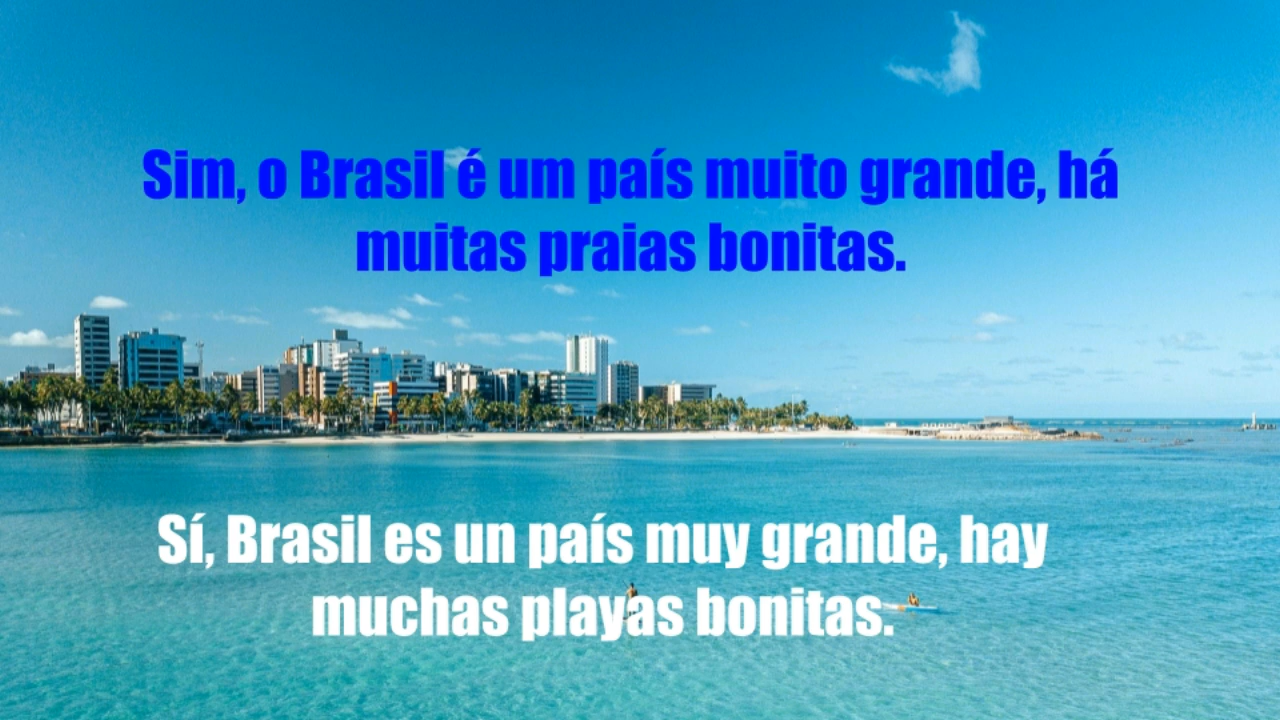 Sim, o Brasil é um país muito grande, há
muitas praias bonitas.
Sí, Brasil es un país muy grande, hay
muchas playas bonitas.